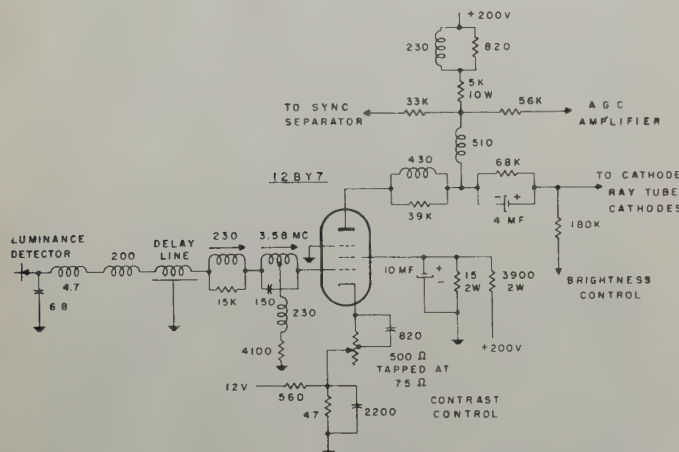 +200V
230
820
5K
10W
33K
56K
TO SYNC
SEPARATOR
AGC
AMPLIFIER
510
430
68K
12BY7
TO CATHODE
RAY TUBE
CATHODES
39K
- +
4 MF
180K
LUMINANCE
DETECTOR
200
DELAY
LINE
230
3.58 MC
4.7
68
15K
150
10MF
+
-
15
2W
3900
2W
BRIGHTNESS
CONTROL
230
820
4100
500 Ω
TAPPED AT
75 Ω
+200V
12V
560
47
2200
CONTRAST
CONTROL